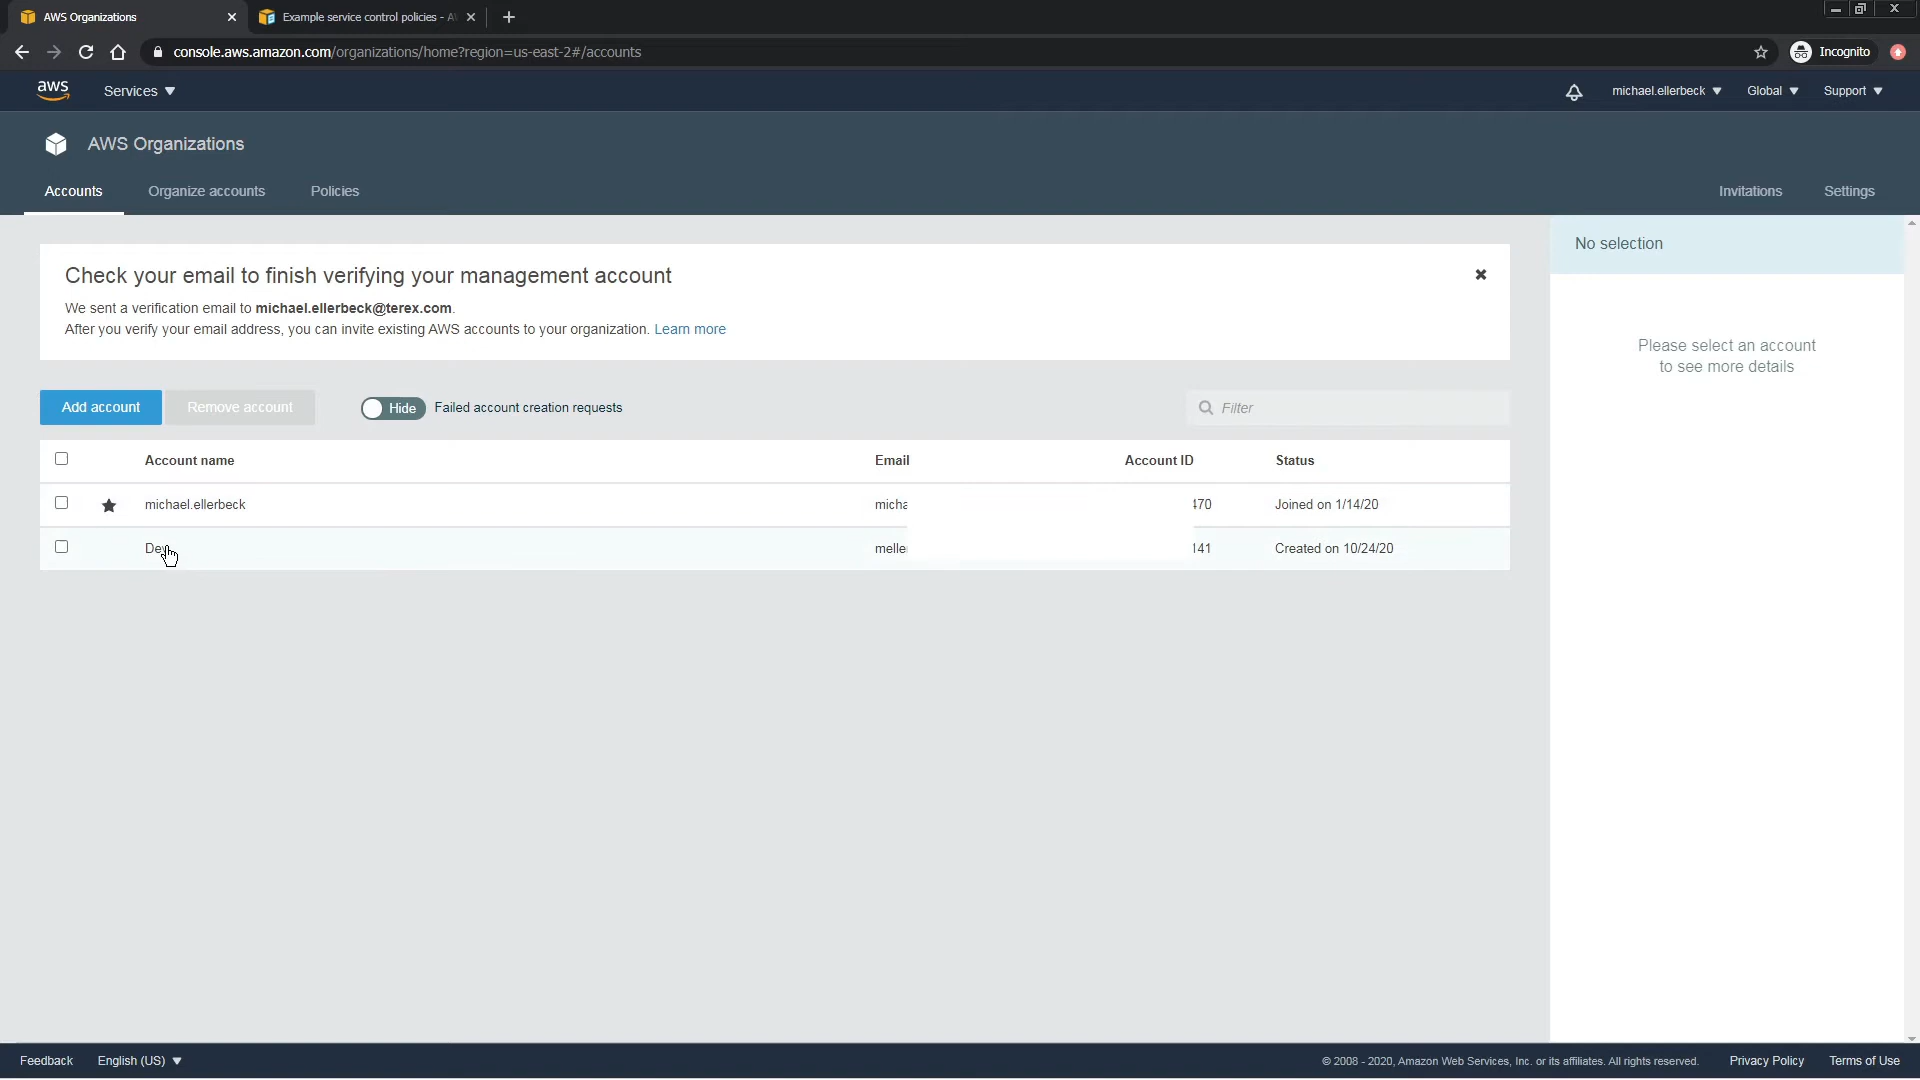 AWS Organizations
Example service control policies - A
console.aws.amazon.com/organizations/home?region=us-east-2#/accounts
Incognito
aws
Services
michael.ellerbeck
Global
Support
AWS Organizations
Accounts
Organize accounts
Policies
Invitations
Settings
Check your email to finish verifying your management account
We sent a verification email to michael.ellerbeck@terex.com.
After you verify your email address, you can invite existing AWS accounts to your organization. Learn more
No selection
Please select an account
to see more details
Add account
Remove account
Hide
Failed account creation requests
Filter
Account name
Email
Account ID
Status
michael.ellerbeck
micha
470
Joined on 1/14/20
melle
141
Created on 10/24/20
Feedback
English (US)
© 2008 - 2020, Amazon Web Services, Inc. or its affiliates. All rights reserved.
Privacy Policy
Terms of Use